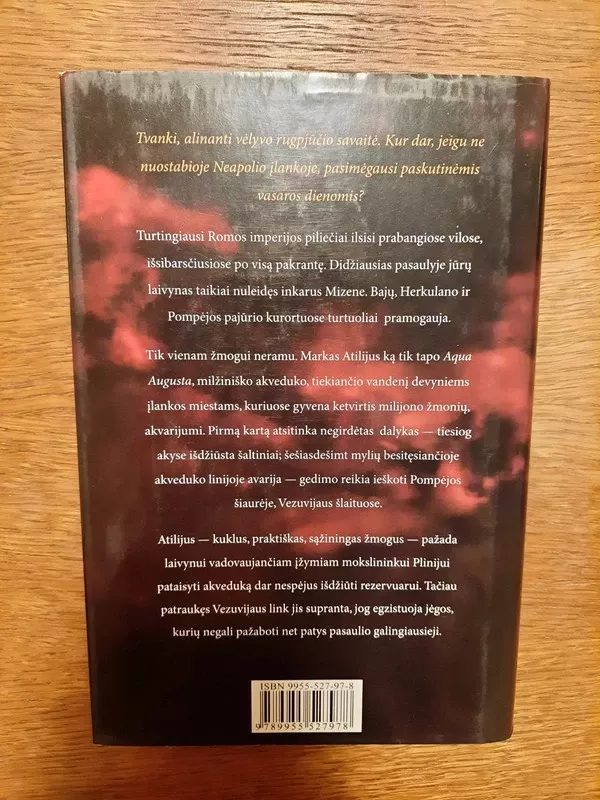 Tvanki, alinanti vėlyvo rugpjūčio savaitė. Kur dar, jeigu ne
nuostabioje Neapolio įlankoje, pasimėgausi paskutinėmis
vasaros dienomis?
Turtingiausi Romos imperijos piliečiai ilsisi prabangiose vilose,
išsibarsčiusiose po visą pakrantę. Didžiausias pasaulyje jūrų
laivynas taikiai nuleidęs inkarus Mizene. Bajų, Herkulano ir
Pompėjos pajūrio kurortuose turtuoliai pramogauja.
Tik vienam žmogui neramu. Markas Atilijus ką tik tapo Aqua
Augusta, milžiniško akveduko, tiekiančio vandenį devyniems
įlankos miestams, kuriuose gyvena ketvirtis milijono žmonių,
akvarijumi. Pirmą kartą atsitinka negirdėtas dalykas — tiesiog
akyse išdžiūsta šaltiniai; šešiasdešimt mylių besitęsiančioje
akveduko linijoje avarija — gedimo reikia ieškoti Pompėjos
šiaurėje, Vezuvijaus šlaituose.
Atilijus — kuklus, praktiškas, sąžiningas žmogus — pažada
laivynui vadovaujančiam įžymiam mokslininkui Plinijui
pataisyti akveduką dar nespėjus išdžiūti rezervuarui. Tačiau
patraukęs Vezuvijaus link jis supranta, jog egzistuoja jėgos,
kurių negali pažaboti net patys pasaulio galingiausieji.
ISBN 9955-527-97-8
9789955527978